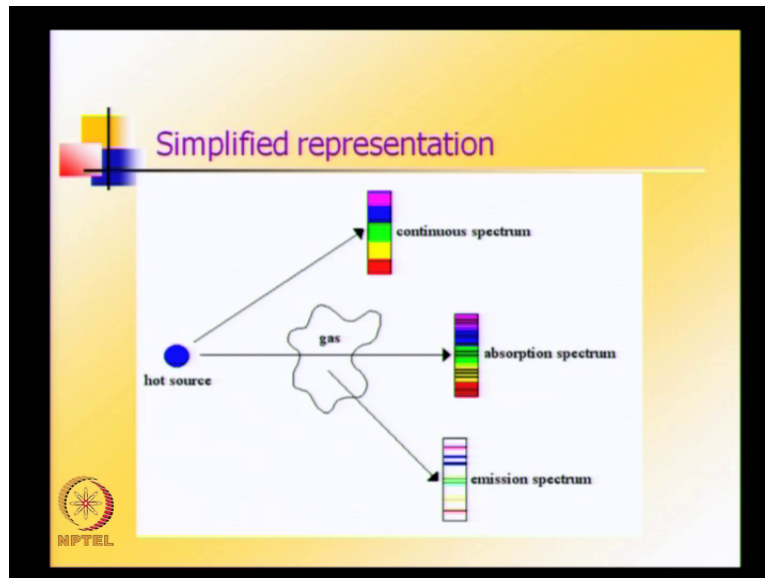 Simplified representation
continuous spectrum
gas
absorption spectrum
hot source
emission spectrum
NPTEL